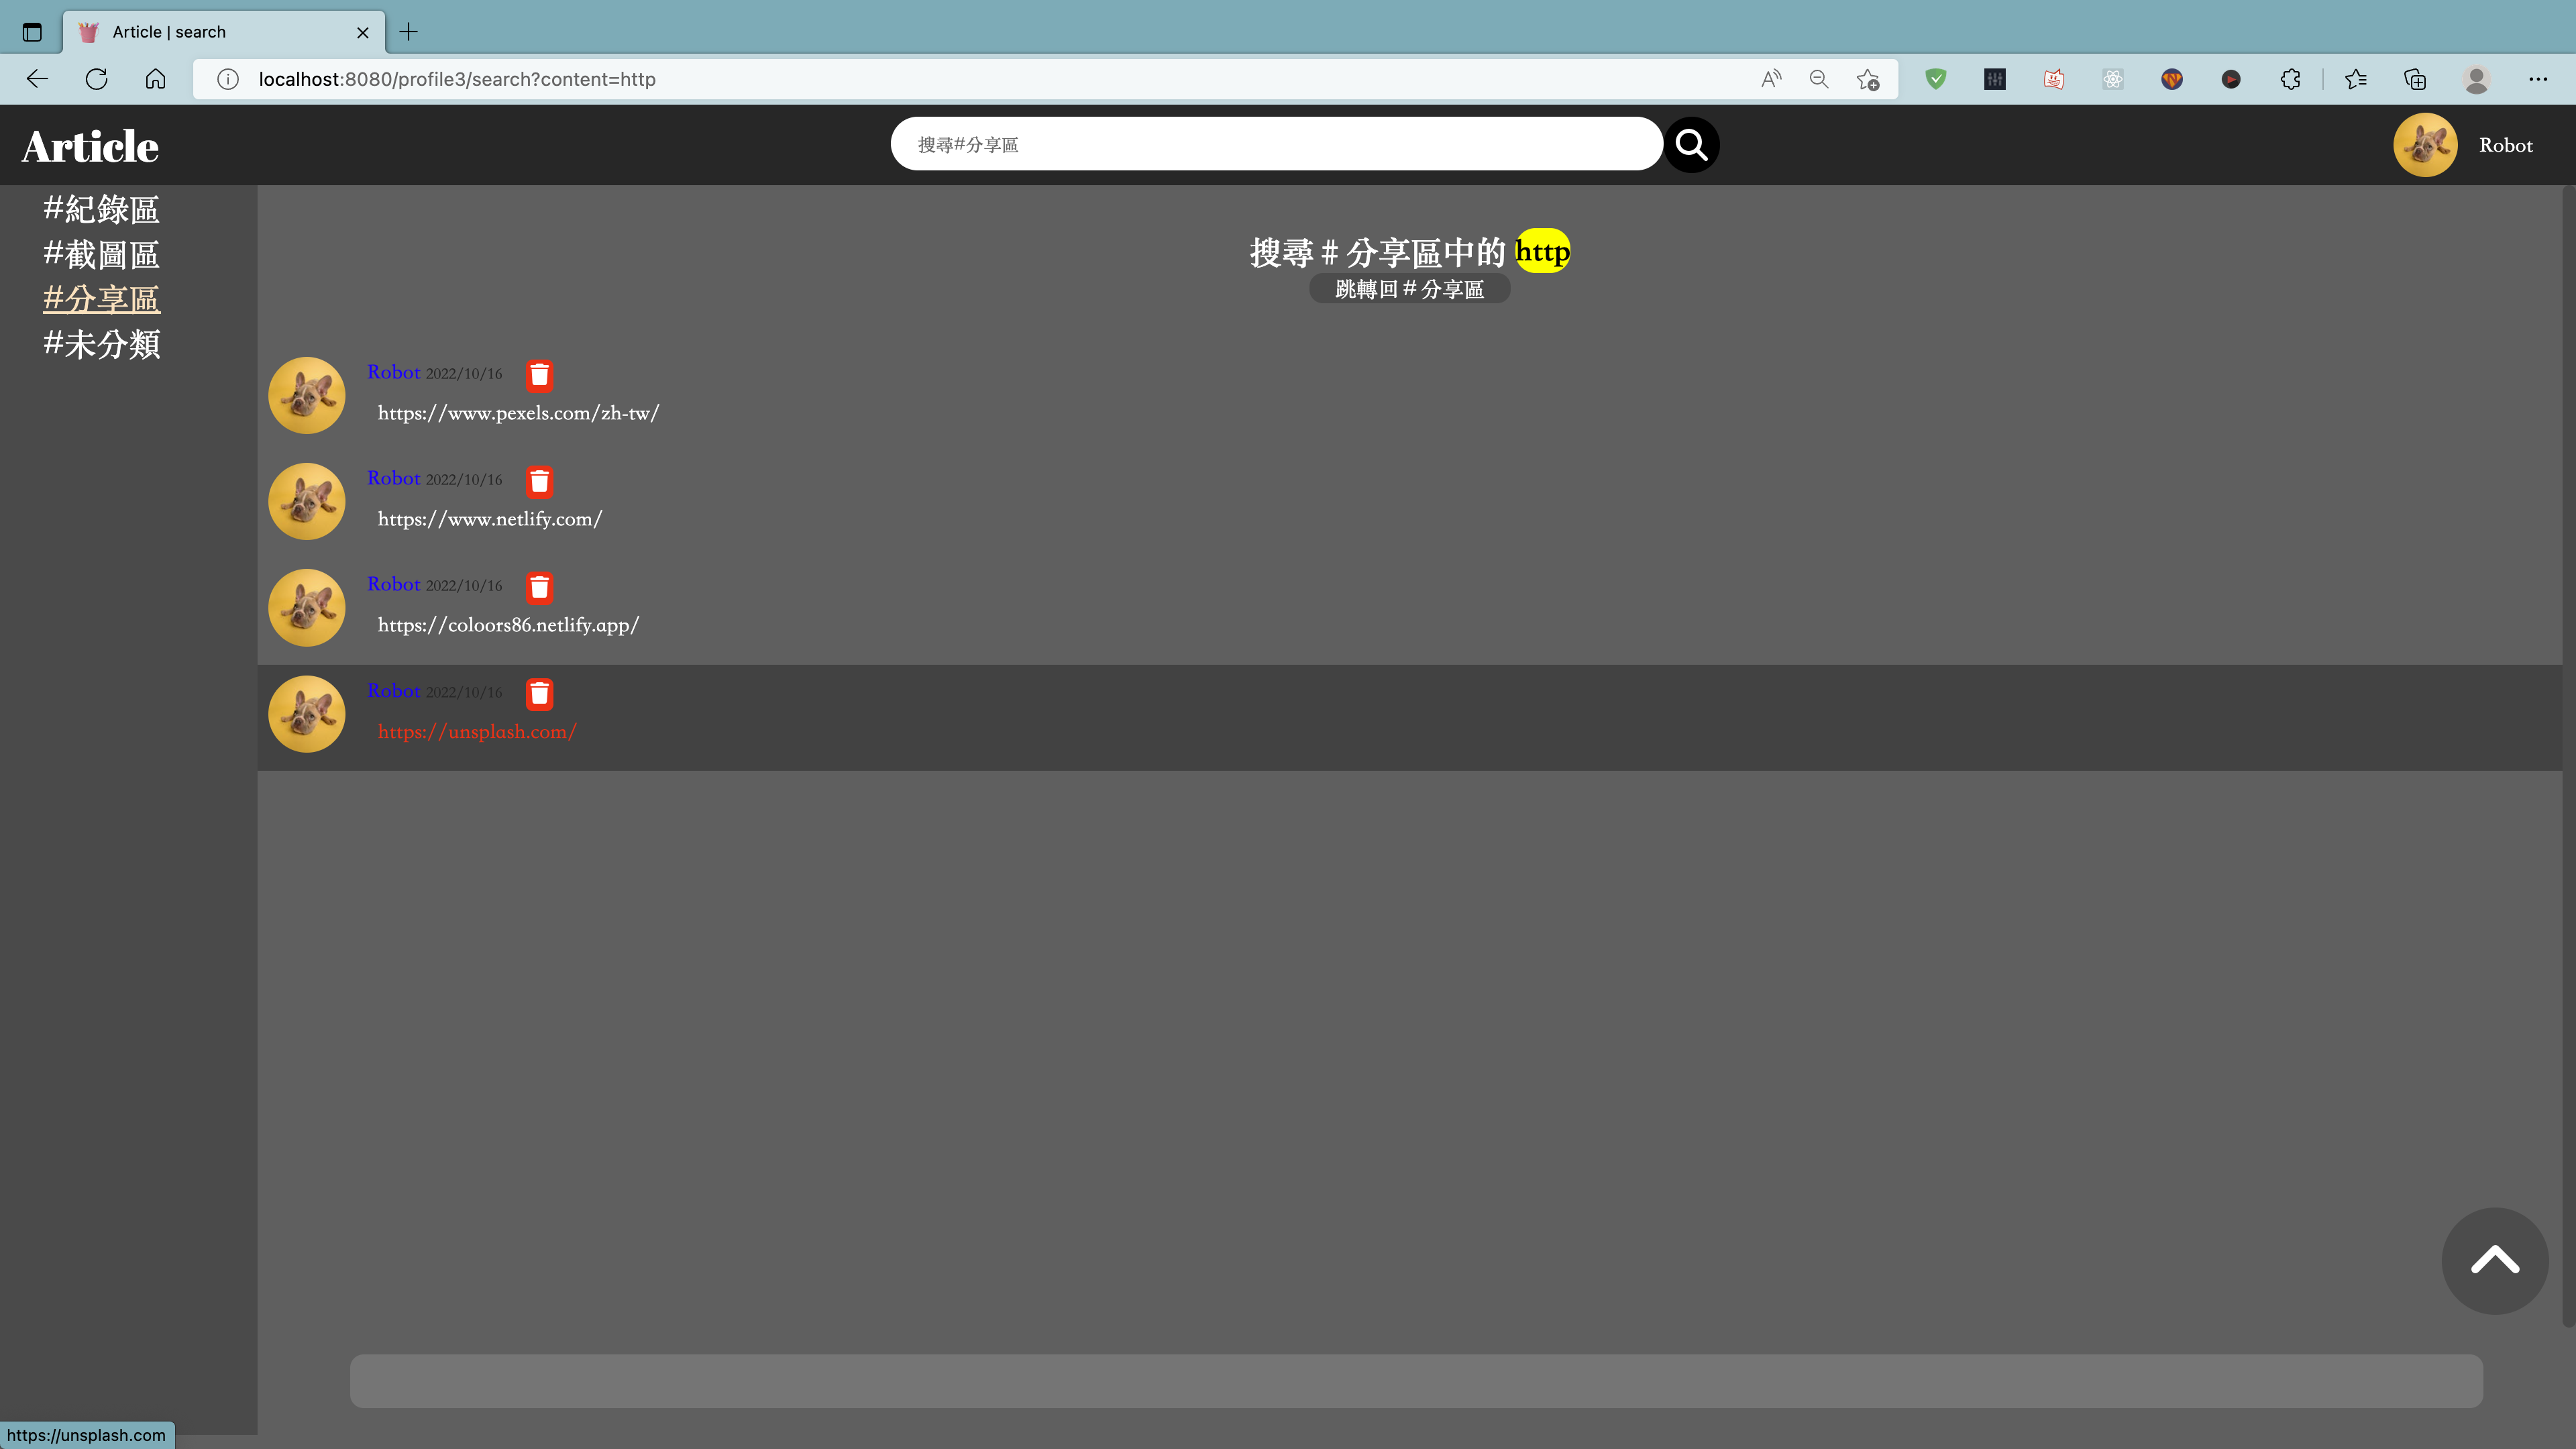 Article | search
localhost:8080/profile3/search?content=http
Article
搜尋#分享區
Robot
#紀錄區
#截圖區
#分享區
#未分類
搜尋 # 分享區中的 http
跳轉回 # 分享區
Robot 2022/10/16
https://www.pexels.com/zh-tw/
Robot 2022/10/16
https://www.netlify.com/
Robot 2022/10/16
https://coloors86.netlify.app/
Robot 2022/10/16
https://unsplash.com/
https://unsplash.com